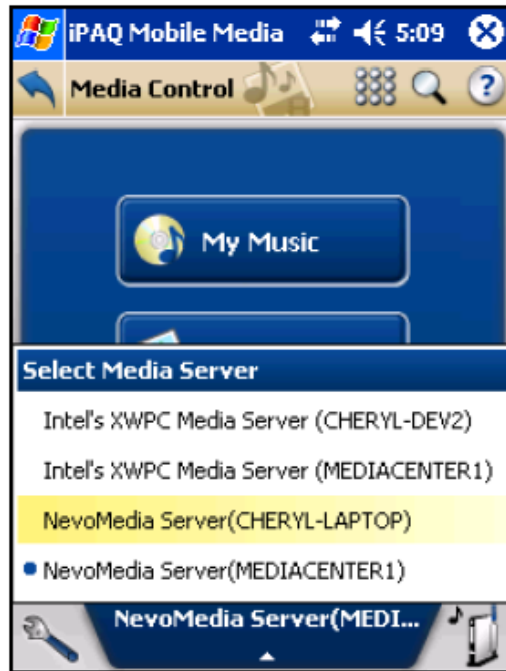 iPAQ Mobile Media 5:09
Media Control ?
My Music
Select Media Server
Intel's XWPC Media Server (CHERYL-DEV2)
Intel's XWPC Media Server (MEDIACENTER1)
NevoMedia Server(CHERYL-LAPTOP)
NevoMedia Server(MEDIACENTER1)
NevoMedia Server(MEDI...